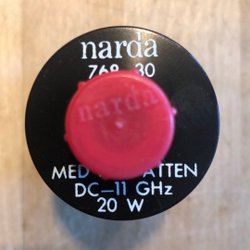 narda
768 30
narda
MED ATTEN
DC–11 GHz
20 W